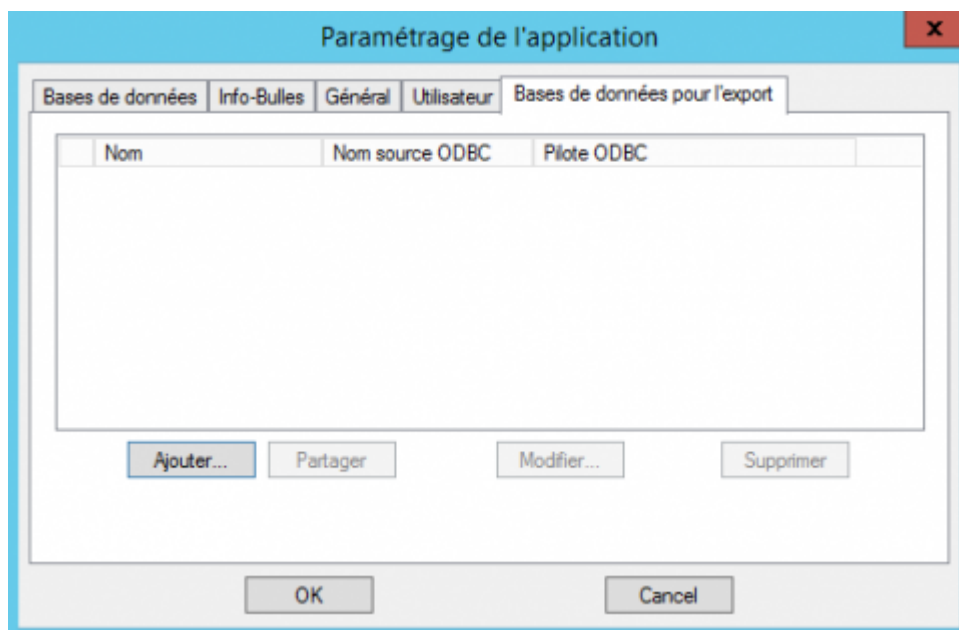 Paramétrage de l'application
x
Bases de données Info-Bulles Général Utilisateur Bases de données pour l'export
Nom Nom source ODBC Pilote ODBC
Ajouter... Partager Modifier... Supprimer
OK Cancel